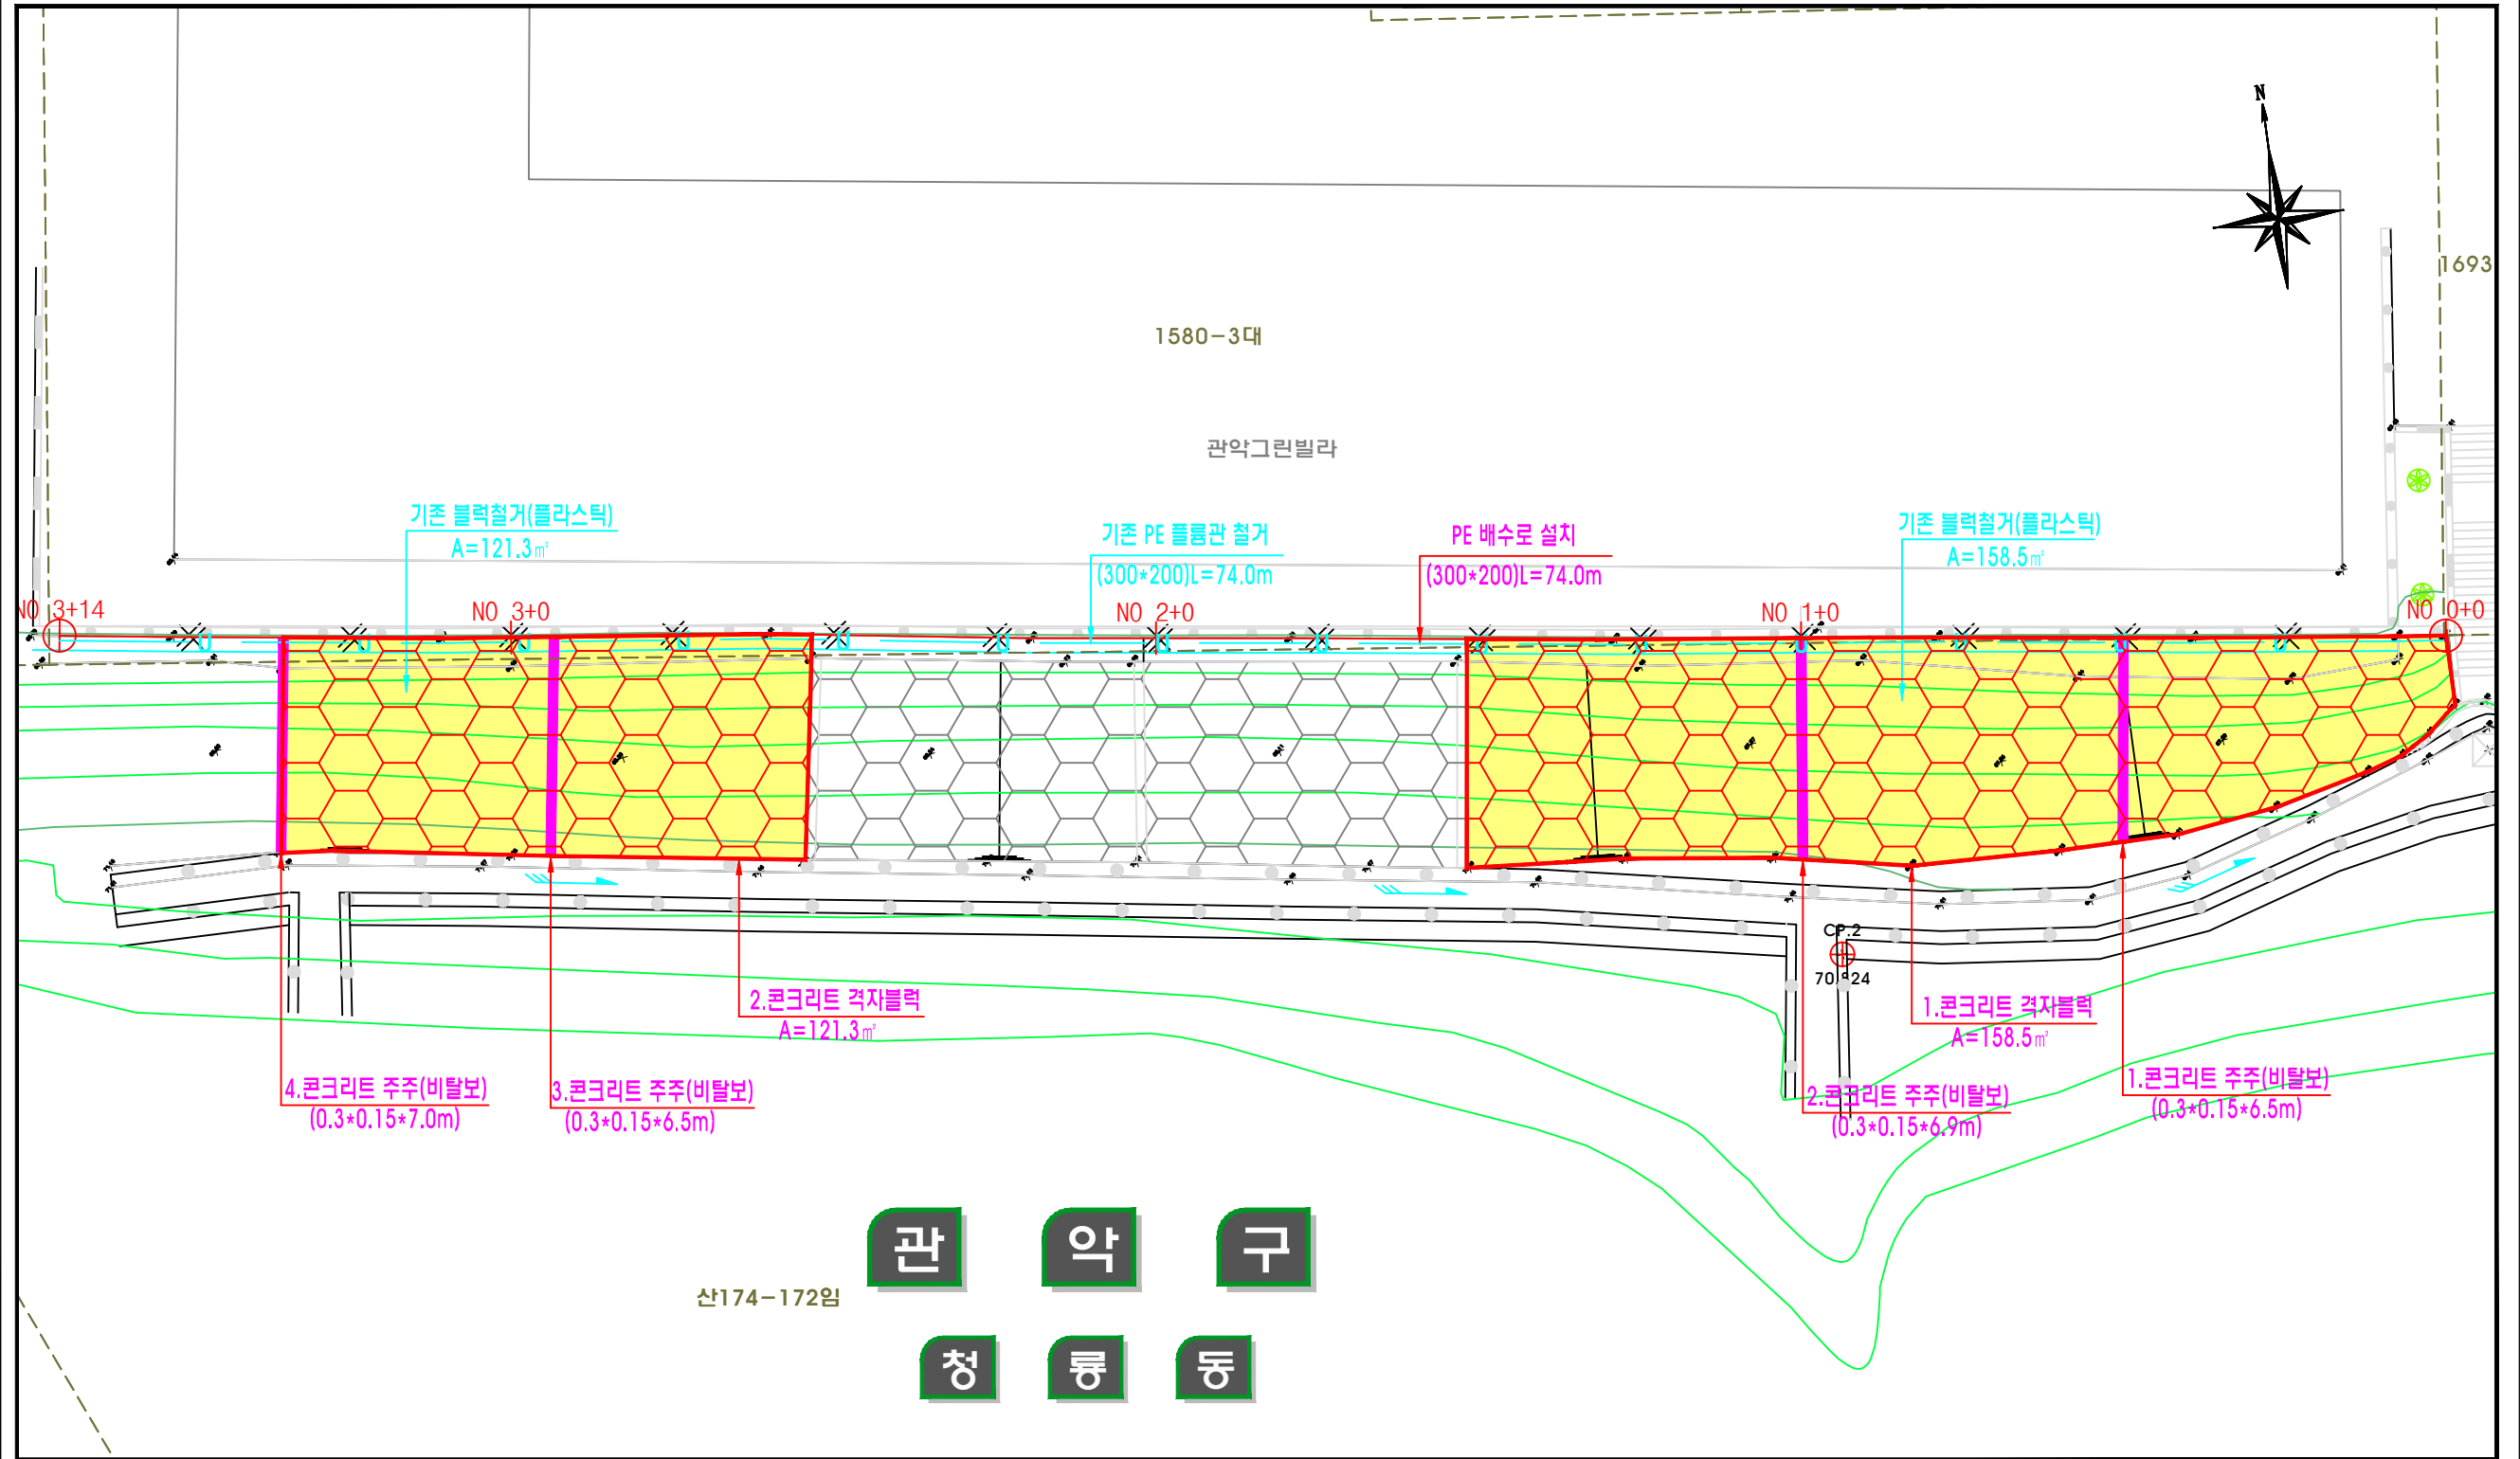 N
1693
1580-3대
관악그린빌라
기존 블럭철거(플라스틱)
A=121.3㎡
기존 PE 플륨관 철거
(300*200)L=74.0m
PE 배수로 설치
(300*200)L=74.0m
기존 블럭철거(플라스틱)
A=158.5㎡
NO 3+14
NO 3+0
NO 2+0
NO 1+0
NO 0+0
CP.2
70.924
2.콘크리트 격자블럭
A=121.3㎡
1.콘크리트 격자블럭
A=158.5㎡
4.콘크리트 주주(비탈보)
(0.3*0.15*7.0m)
3.콘크리트 주주(비탈보)
(0.3*0.15*6.5m)
2.콘크리트 주주(비탈보)
(0.3*0.15*6.9m)
1.콘크리트 주주(비탈보)
(0.3*0.15*6.5m)
관 악 구
산174-172임
청 룡 동